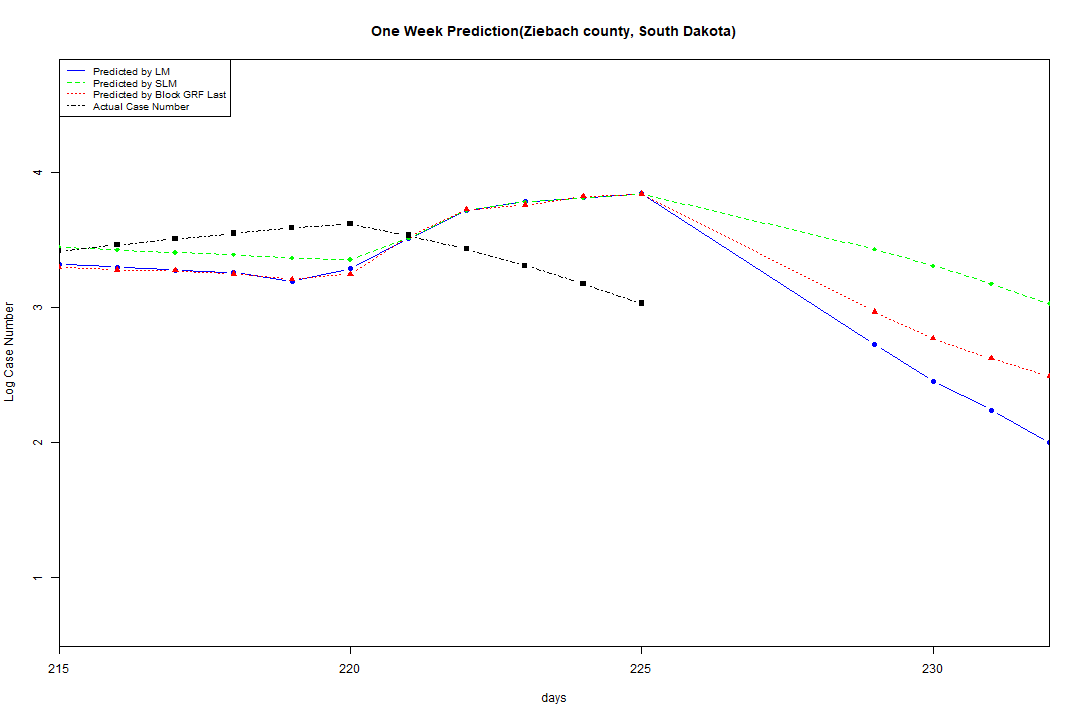 One Week Prediction(Ziebach county, South Dakota)
Predicted by LM
Predicted by SLM
Predicted by Block GRF Last
Actual Case Number
4
3
2
1
Log Case Number
215 220 225 230
days